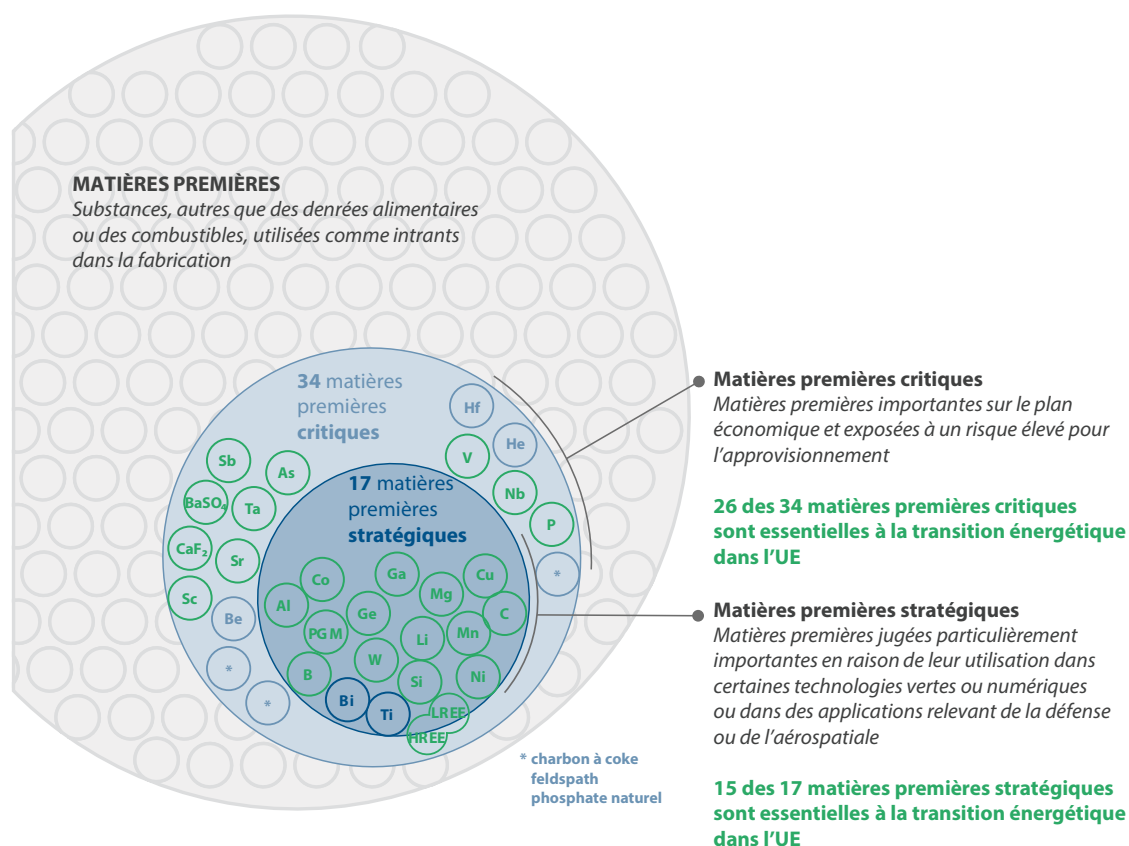 MATIÈRES PREMIÈRES
Substances, autres que des denrées alimentaires
ou des combustibles, utilisées comme intrants
dans la fabrication
34 matières
premières
critiques
Hf
He
V
Nb
P
*
Sb
As
BaSO₄
Ta
CaF₂
Sr
Sc
Be
*
*
17 matières
premières
stratégiques
Co
Ga
Cu
Al
Mg
C
Ge
PGM
Li
Mn
W
B
Si
Ni
Bi
Ti
LREE
HREE
* charbon à coke
feldspath
phosphate naturel
Matières premières critiques
Matières premières importantes sur le plan
économique et exposées à un risque élevé pour
l’approvisionnement
26 des 34 matières premières critiques
sont essentielles à la transition énergétique
dans l’UE
Matières premières stratégiques
Matières premières jugées particulièrement
importantes en raison de leur utilisation dans
certaines technologies vertes ou numériques
ou dans des applications relevant de la défense
ou de l’aérospatiale
15 des 17 matières premières stratégiques
sont essentielles à la transition énergétique
dans l’UE